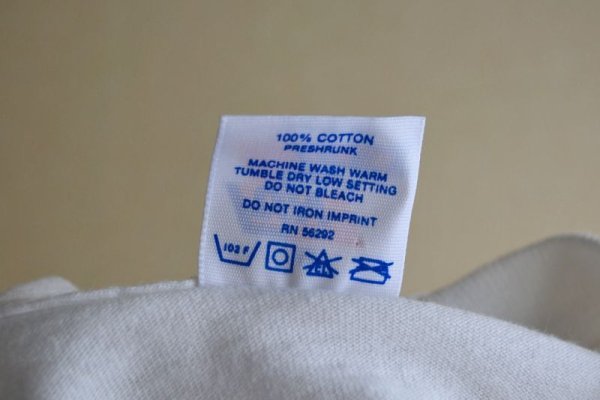 100% COTTON
PRESHRUNK
MACHINE WASH WARM
TUMBLE DRY LOW SETTING
DO NOT BLEACH
DO NOT IRON IMPRINT
RN 56292
102 F